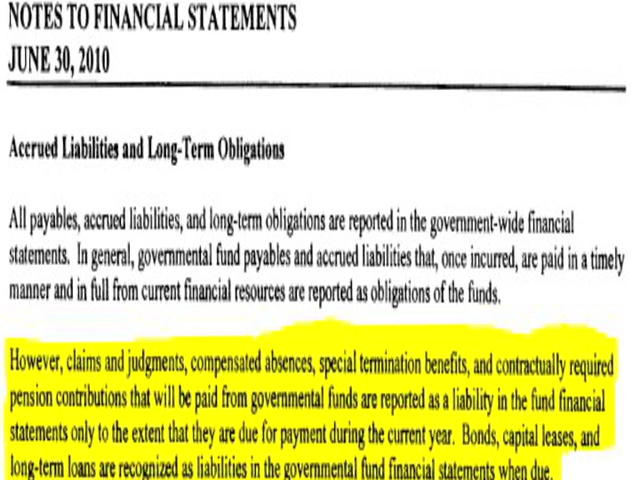 NOTES TO FINANCIAL STATEMENTS
JUNE 30, 2010
Accrued Liabilities and Long-Term Obligations
All payables, accrued liabilities, and long-term obligations are reported in the government-wide financial
statements. In general, governmental fund payables and accrued liabilities that, once incurred, are paid in a timely
manner and in full from current financial resources are reported as obligations of the funds.
However, claims and judgments, compensated absences, special termination benefits, and contractually required
pension contributions that will be paid from governmental funds are reported as a liability in the fund financial
statements only to the extent that they are due for payment during the current year. Bonds, capital leases, and
long-term loans are recognized as liabilities in the governmental fund financial statements when due.